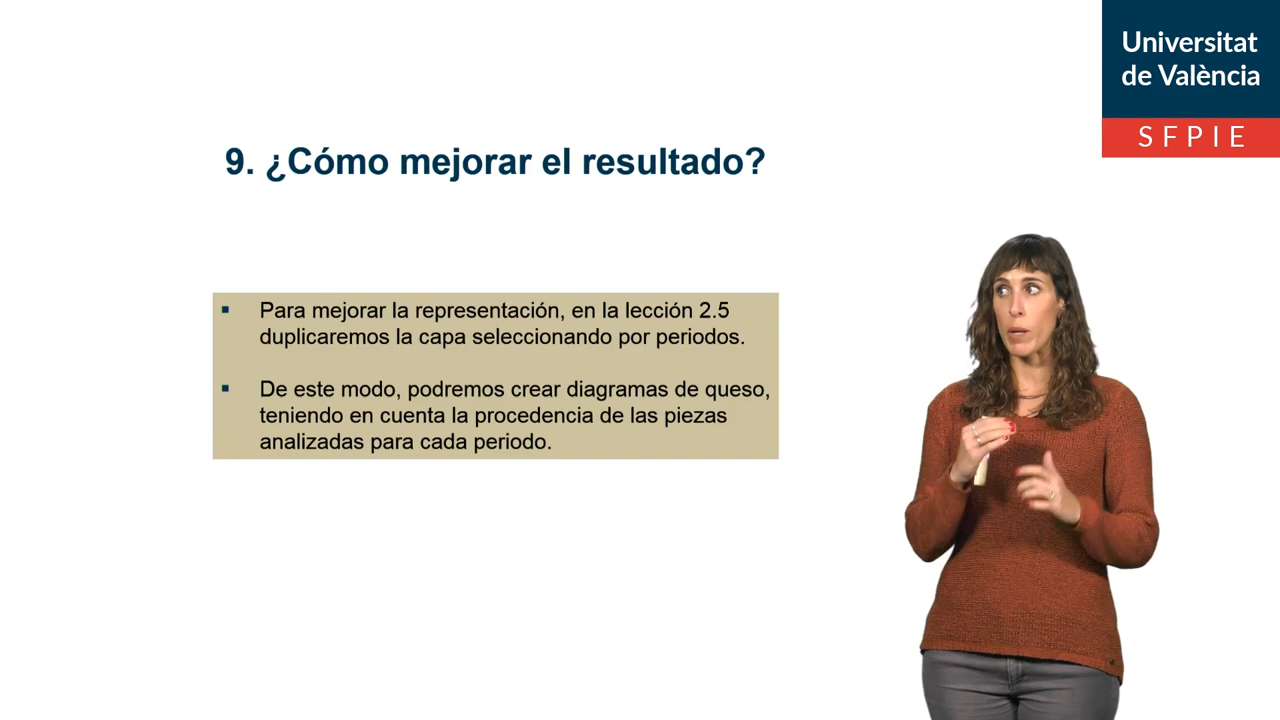 Universitat
de València
SFPIE
9. ¿Cómo mejorar el resultado?
▪ Para mejorar la representación, en la lección 2.5
duplicaremos la capa seleccionando por periodos.
▪ De este modo, podremos crear diagramas de queso,
teniendo en cuenta la procedencia de las piezas
analizadas para cada periodo.